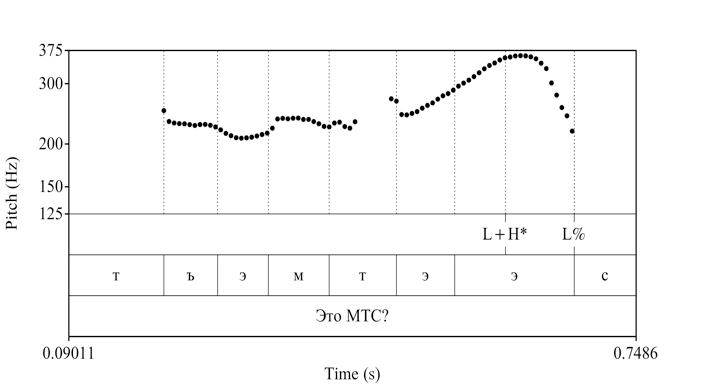 375
300
200
150
125
Pitch (Hz)
L+H* L%
т ъ э м т э э с
Это МТС?
0.09011 0.7486
Time (s)